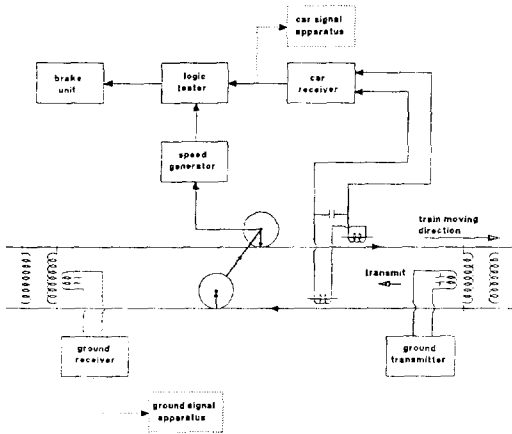 car signal
apparatus
brake
unit
logic
tester
car
receiver
speed
generator
train moving
direction
transmit
ground
receiver
ground
transmitter
ground signal
apparatus